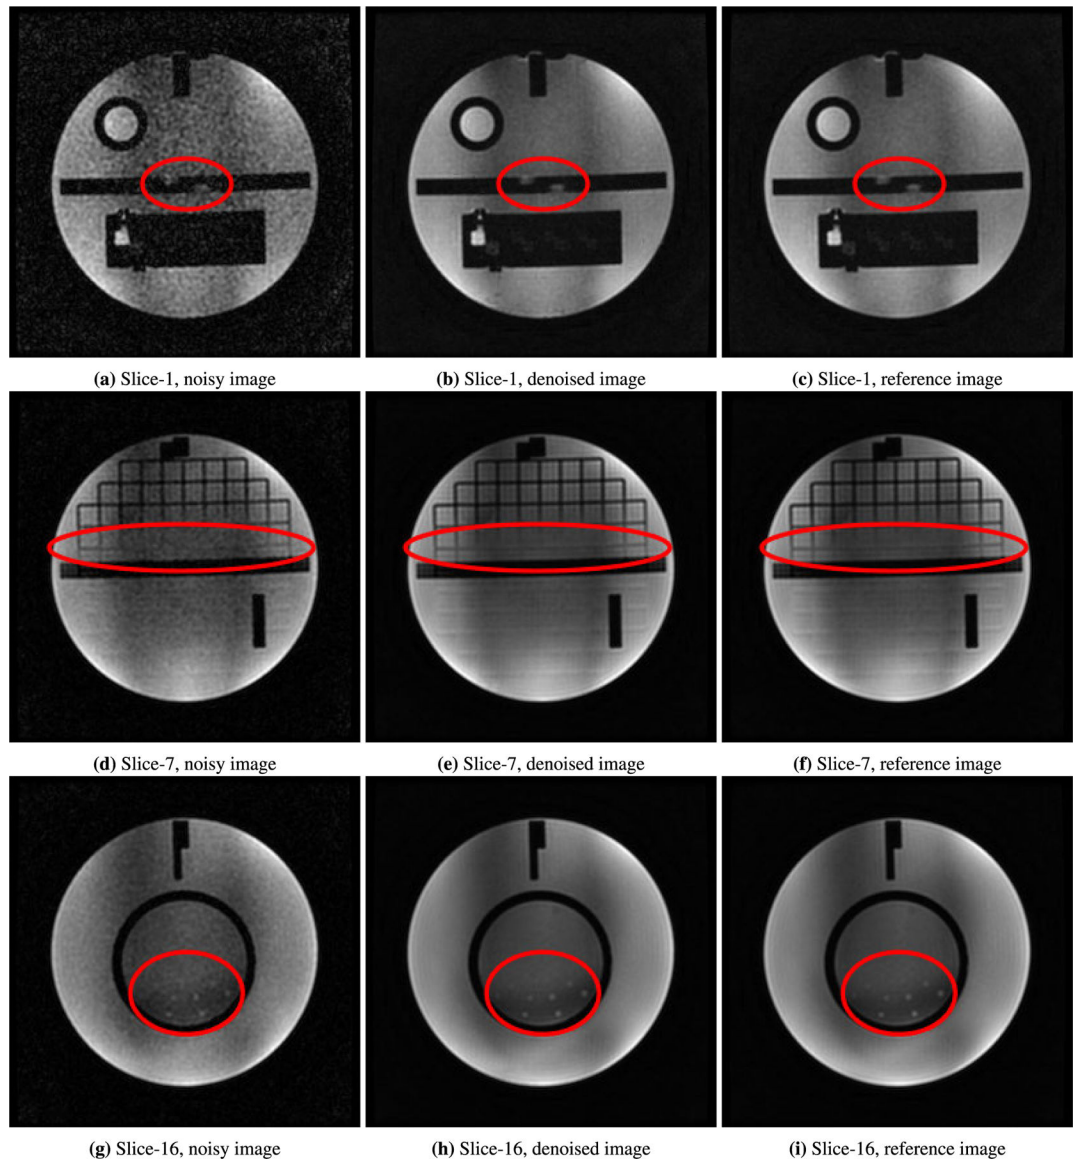 (a) Slice-1, noisy image
(b) Slice-1, denoised image
(c) Slice-1, reference image
(d) Slice-7, noisy image
(e) Slice-7, denoised image
(f) Slice-7, reference image
(g) Slice-16, noisy image
(h) Slice-16, denoised image
(i) Slice-16, reference image